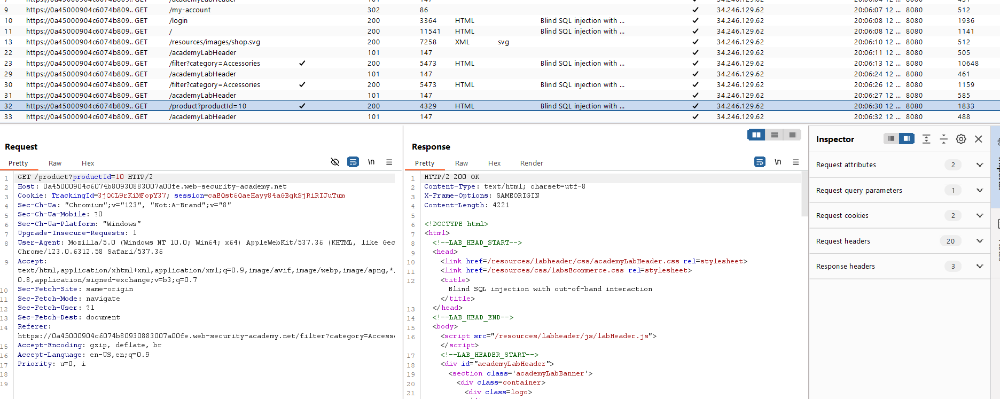 9 https://0a45000904c6074b809.. GET /my-account 302 86 34.246.129.62 20:06:07 12 ... 8080 512
10 https://0a45000904c6074b809.. GET /login 200 3364 HTML Blind SQL injection with ... 34.246.129.62 20:06:08 12 ... 8080 1936
11 https://0a45000904c6074b809.. GET / 200 11541 HTML Blind SQL injection with ... 34.246.129.62 20:06:08 12 ... 8080 1141
13 https://0a45000904c6074b809.. GET /resources/images/shop.svg 200 7258 XML svg 34.246.129.62 20:06:10 12 ... 8080 512
22 https://0a45000904c6074b809.. GET /academyLabHeader 101 147 34.246.129.62 20:06:11 12 ... 8080 505
23 https://0a45000904c6074b809.. GET /filter?category=Accessories ✓ 200 5473 HTML Blind SQL injection with ... 34.246.129.62 20:06:13 12 ... 8080 10648
29 https://0a45000904c6074b809.. GET /academyLabHeader 101 147 34.246.129.62 20:06:24 12 ... 8080 461
30 https://0a45000904c6074b809.. GET /filter?category=Accessories ✓ 200 5473 HTML Blind SQL injection with ... 34.246.129.62 20:06:26 12 ... 8080 1159
31 https://0a45000904c6074b809.. GET /academyLabHeader 101 147 34.246.129.62 20:06:27 12 ... 8080 585
32 https://0a45000904c6074b809.. GET /product?productId=10 ✓ 200 4329 HTML Blind SQL injection with ... 34.246.129.62 20:06:30 12 ... 8080 1833
33 https://0a45000904c6074b809.. GET /academyLabHeader 101 147 34.246.129.62 20:06:32 12 ... 8080 488
Request
Pretty Raw Hex \n
1 GET /product?productId=10 HTTP/2
2 Host: 0a45000904c6074b80930883007a00fe.web-security-academy.net
3 Cookie: TrackingId=3jQCL9rKiMFopY37; session=caEQst6QaeHayy84aGBgkSjRiRIJuTum
4 Sec-Ch-Ua: "Chromium";v="123", "Not:A-Brand";v="8"
5 Sec-Ch-Ua-Mobile: ?0
6 Sec-Ch-Ua-Platform: "Windows"
7 Upgrade-Insecure-Requests: 1
8 User-Agent: Mozilla/5.0 (Windows NT 10.0; Win64; x64) AppleWebKit/537.36 (KHTML, like Gec
Chrome/123.0.6312.58 Safari/537.36
9 Accept:
text/html,application/xhtml+xml,application/xml;q=0.9,image/avif,image/webp,image/apng,*
0.8,application/signed-exchange;v=b3;q=0.7
10 Sec-Fetch-Site: same-origin
11 Sec-Fetch-Mode: navigate
12 Sec-Fetch-User: ?1
13 Sec-Fetch-Dest: document
14 Referer:
https://0a45000904c6074b80930883007a00fe.web-security-academy.net/filter?category=Access
15 Accept-Encoding: gzip, deflate, br
16 Accept-Language: en-US,en;q=0.9
17 Priority: u=0, i
18
19
Response
Pretty Raw Hex Render \n
1 HTTP/2 200 OK
2 Content-Type: text/html; charset=utf-8
3 X-Frame-Options: SAMEORIGIN
4 Content-Length: 4221
5
6 <!DOCTYPE html>
7 <html>
8 <!--LAB_HEAD_START-->
9 <head>
10 <link href=/resources/labheader/css/academyLabHeader.css rel=stylesheet>
11 <link href=/resources/css/labsEcommerce.css rel=stylesheet>
12 <title>
Blind SQL injection with out-of-band interaction
</title>
13 </head>
14 <!--LAB_HEAD_END-->
15 <body>
16 <script src="/resources/labheader/js/labHeader.js">
</script>
17 <!--LAB_HEADER_START-->
18 <div id="academyLabHeader">
19 <section class='academyLabBanner'>
20 <div class=container>
21 <div class=logo>
Inspector
Request attributes 2
Request query parameters 1
Request cookies 2
Request headers 20
Response headers 3